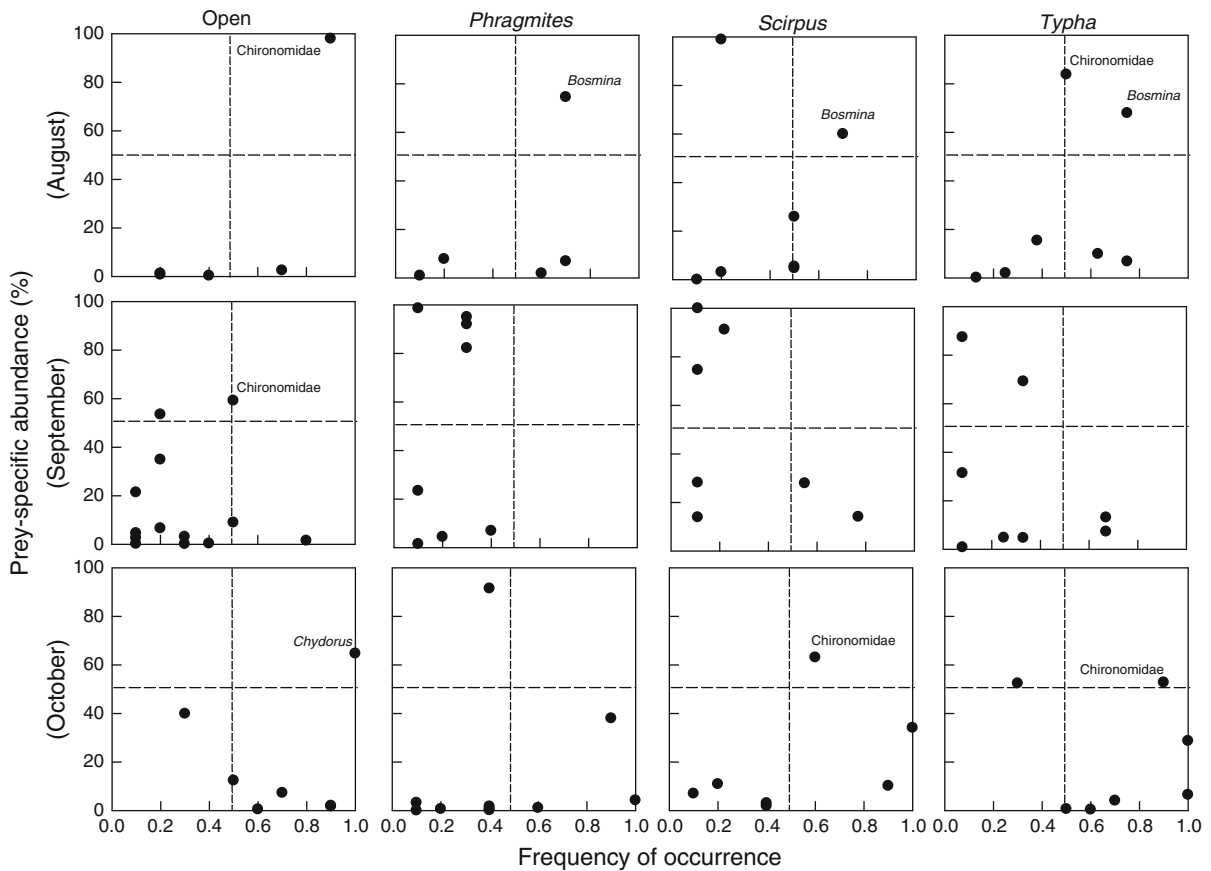 Open
Phragmites
Scirpus
Typha
Prey-specific abundance (%)
(August)
100
80
60
40
20
0
Chironomidae
Bosmina
Bosmina
Chironomidae
Bosmina
(September)
100
80
60
40
20
0
Chironomidae
(October)
100
80
60
40
20
0
Chydorus
Chironomidae
Chironomidae
0.0 0.2 0.4 0.6 0.8 1.0
0.0 0.2 0.4 0.6 0.8 1.0
0.0 0.2 0.4 0.6 0.8 1.0
0.0 0.2 0.4 0.6 0.8 1.0
Frequency of occurrence